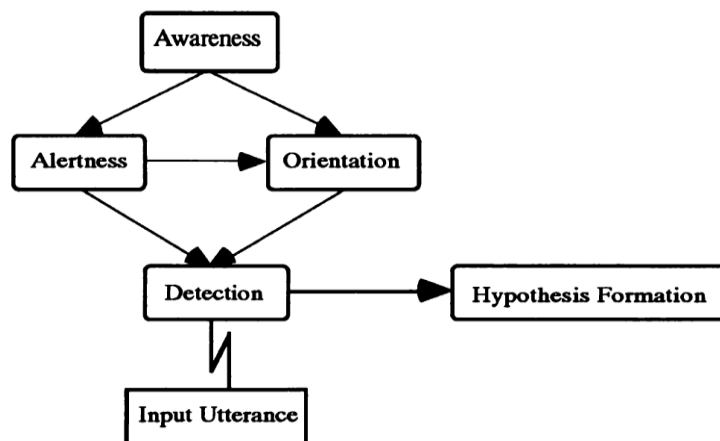 Awareness
Alertness
Orientation
Detection
Hypothesis Formation
Input Utterance